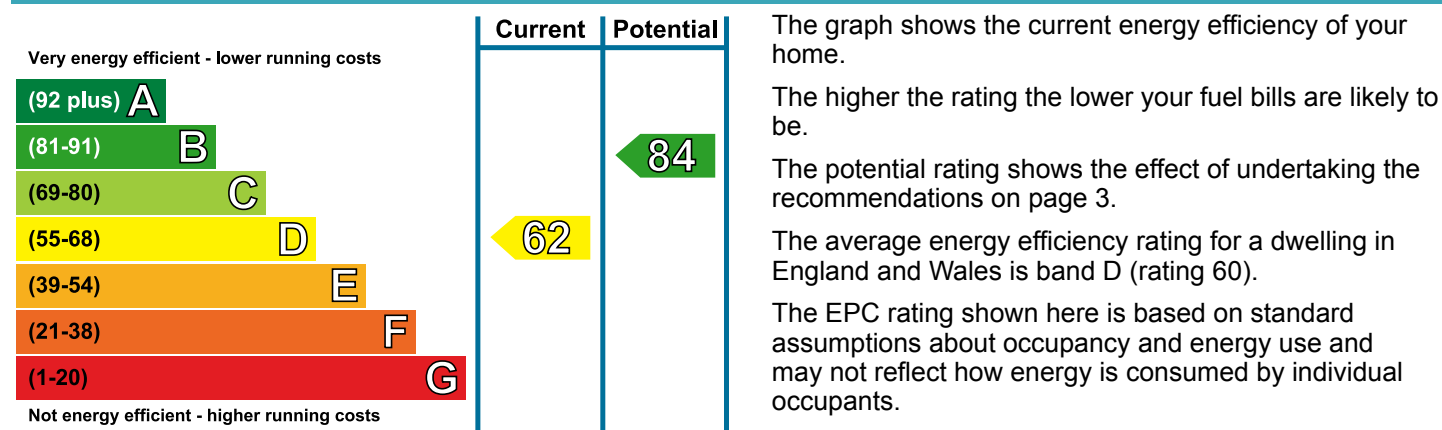 Current Potential
Very energy efficient - lower running costs
(92 plus) A
(81-91) B
84
(69-80) C
(55-68) D
62
(39-54) E
(21-38) F
(1-20) G
Not energy efficient - higher running costs
The graph shows the current energy efficiency of your
home.
The higher the rating the lower your fuel bills are likely to
be.
The potential rating shows the effect of undertaking the
recommendations on page 3.
The average energy efficiency rating for a dwelling in
England and Wales is band D (rating 60).
The EPC rating shown here is based on standard
assumptions about occupancy and energy use and
may not reflect how energy is consumed by individual
occupants.